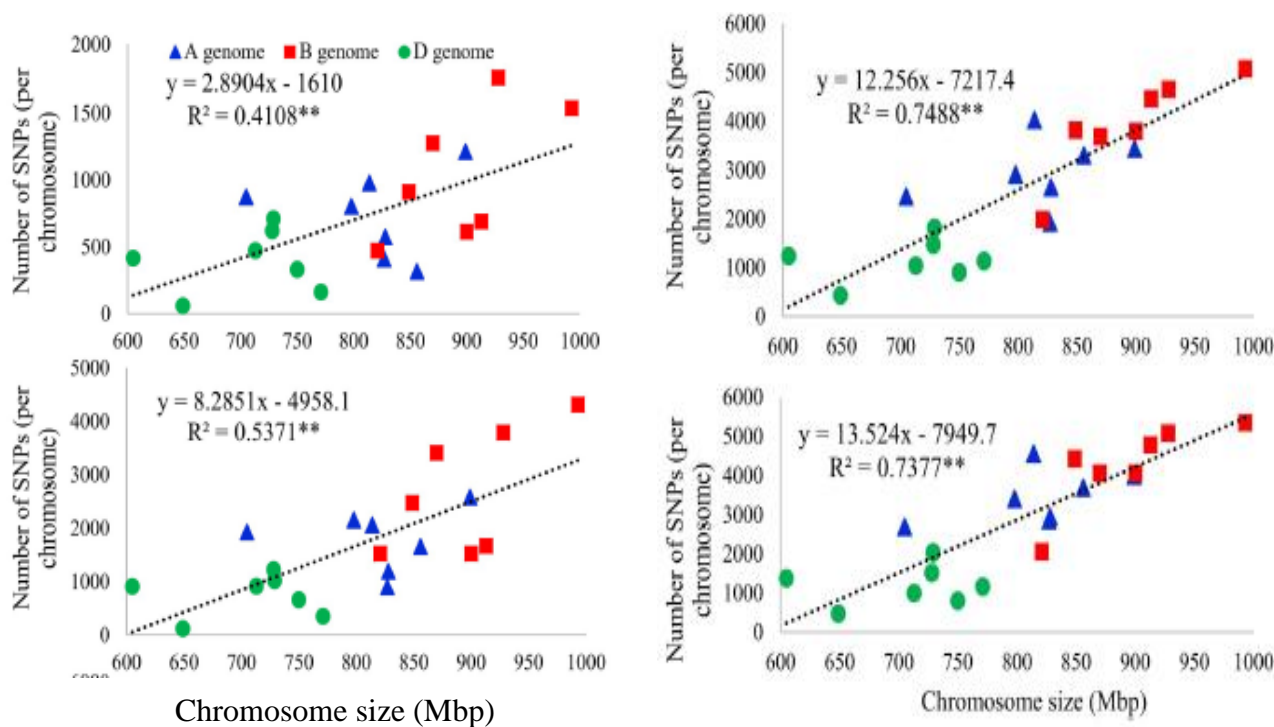 2000
1500
1000
500
0
Number of SNPs (per
chromosome)
A genome B genome D genome
y = 2.8904x - 1610
R² = 0.4108**
600 650 700 750 800 850 900 950 1000
6000
5000
4000
3000
2000
1000
0
Number of SNPs (per
chromosome)
y = 12.256x - 7217.4
R² = 0.7488**
600 650 700 750 800 850 900 950 1000
5000
4000
3000
2000
1000
0
Number of SNPs (per
chromosome)
y = 8.2851x - 4958.1
R² = 0.5371**
600 650 700 750 800 850 900 950 1000
Chromosome size (Mbp)
6000
5000
4000
3000
2000
1000
0
Number of SNPs (per
chromosome)
y = 13.524x - 7949.7
R² = 0.7377**
600 650 700 750 800 850 900 950 1000
Chromosome size (Mbp)